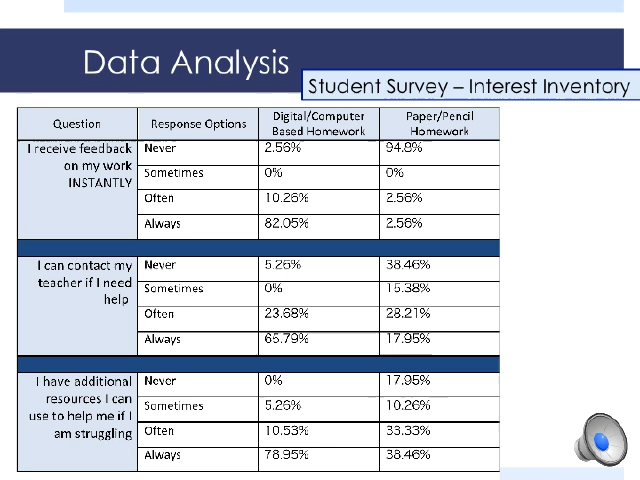 Data Analysis
Student Survey – Interest Inventory
Question Response Options Digital/Computer Based Homework Paper/Pencil Homework
I receive feedback on my work INSTANTLY
Never 2.56% 94.8%
Sometimes 0% 0%
Often 10.26% 2.56%
Always 82.05% 2.56%
I can contact my teacher if I need help
Never 5.26% 38.46%
Sometimes 0% 15.38%
Often 23.68% 28.21%
Always 65.79% 17.95%
I have additional resources I can use to help me if I am struggling
Never 0% 17.95%
Sometimes 5.26% 10.26%
Often 10.53% 33.33%
Always 78.95% 38.46%